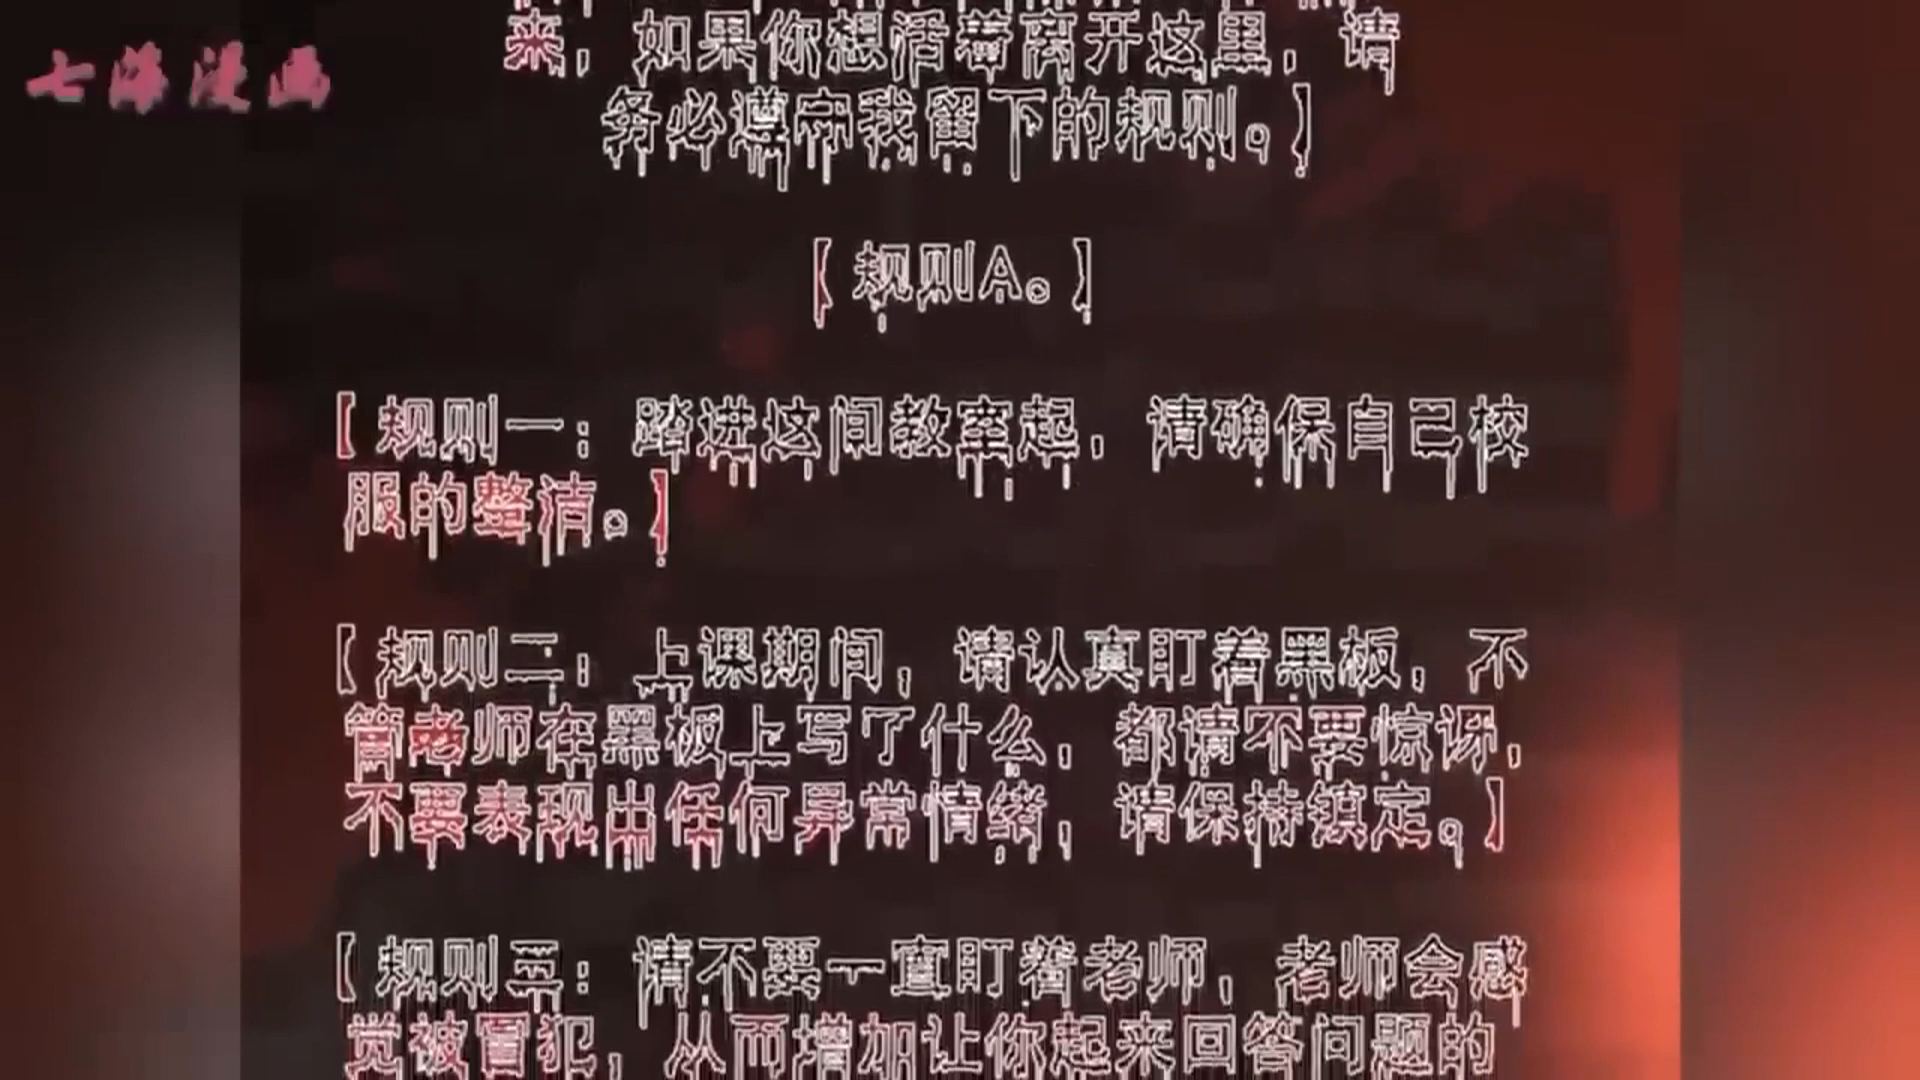 七海漫画
来，如果你想活着离开这里，请
务必遵守我留下的规则。】
【规则A。】
【规则一：踏进这间教室起，请确保自己校
服的整洁。】
【规则二：上课期间，请认真盯着黑板，不
管老师在黑板上写了什么，都请不要惊讶，
不要表现出任何异常情绪，请保持镇定。】
【规则三：请不要一直盯着老师，老师会感
觉被冒犯，从而增加让你起来回答问题的